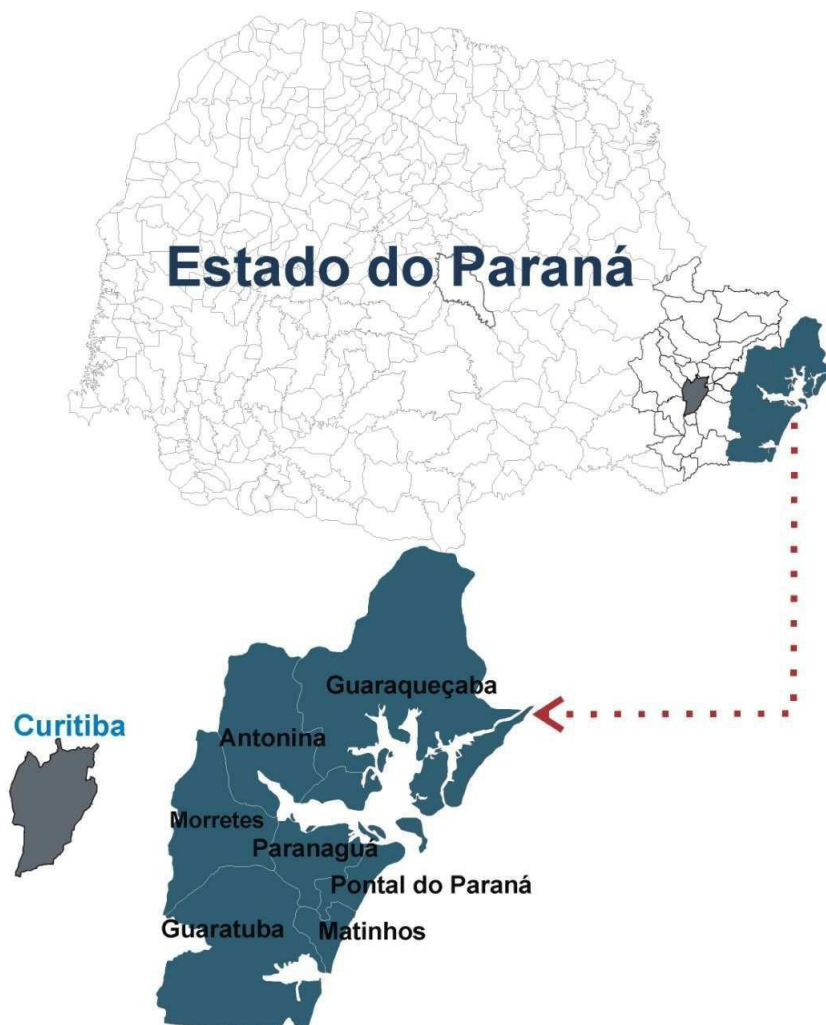 Estado do Paraná
Guaraqueçaba
Curitiba
Antonina
Morretes
Paranaguá
Pontal do Paraná
Guaratuba
Matinhos